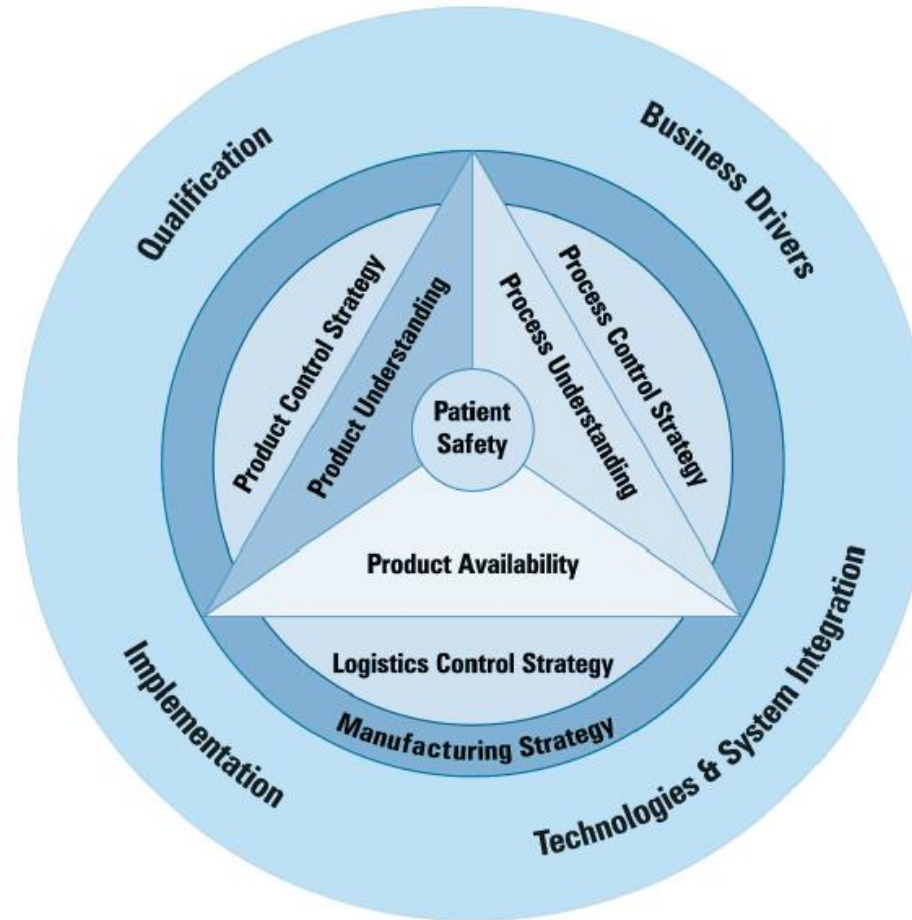 Qualification
Business Drivers
Product Control Strategy
Product Understanding
Process Understanding
Process Control Strategy
Patient
Safety
Product Availability
Logistics Control Strategy
Manufacturing Strategy
Implementation
Technologies & System Integration